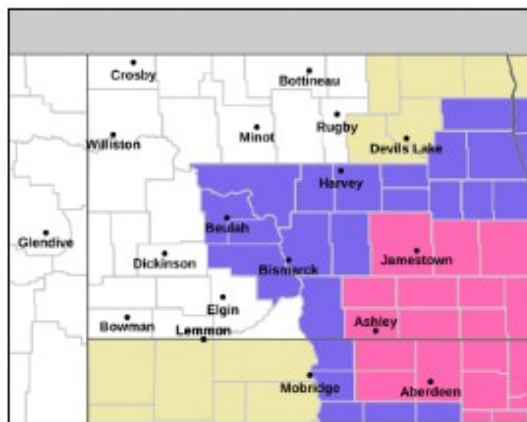 Crosby
Bottineau
Rugby
Williston
Minot
Devils Lake
Harvey
Beulah
Glendive
Dickinson
Bismarck
Jamestown
Elgin
Bowman
Lemmon
Ashley
Mobridge
Aberdeen